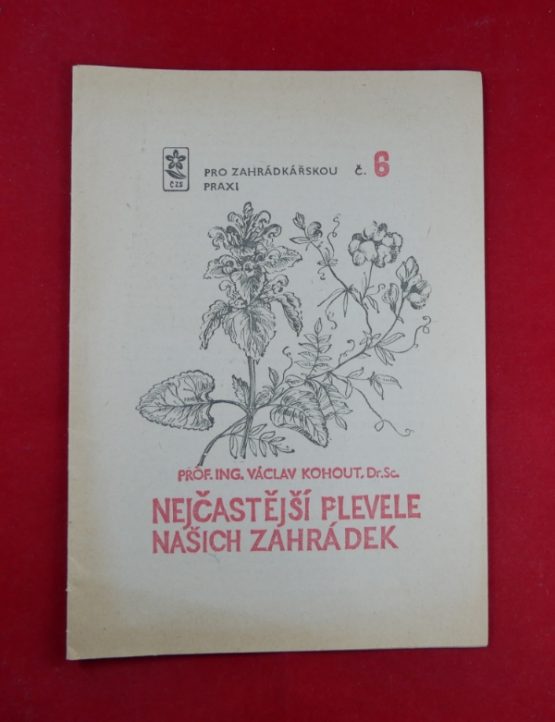 ČZS
PRO ZAHRÁDKÁŘSKOU Č. 6
PRAXI
PROF. ING. VÁCLAV KOHOUT, Dr.Sc.
NEJČASTĚJŠÍ PLEVELE
NAŠICH ZAHRÁDEK